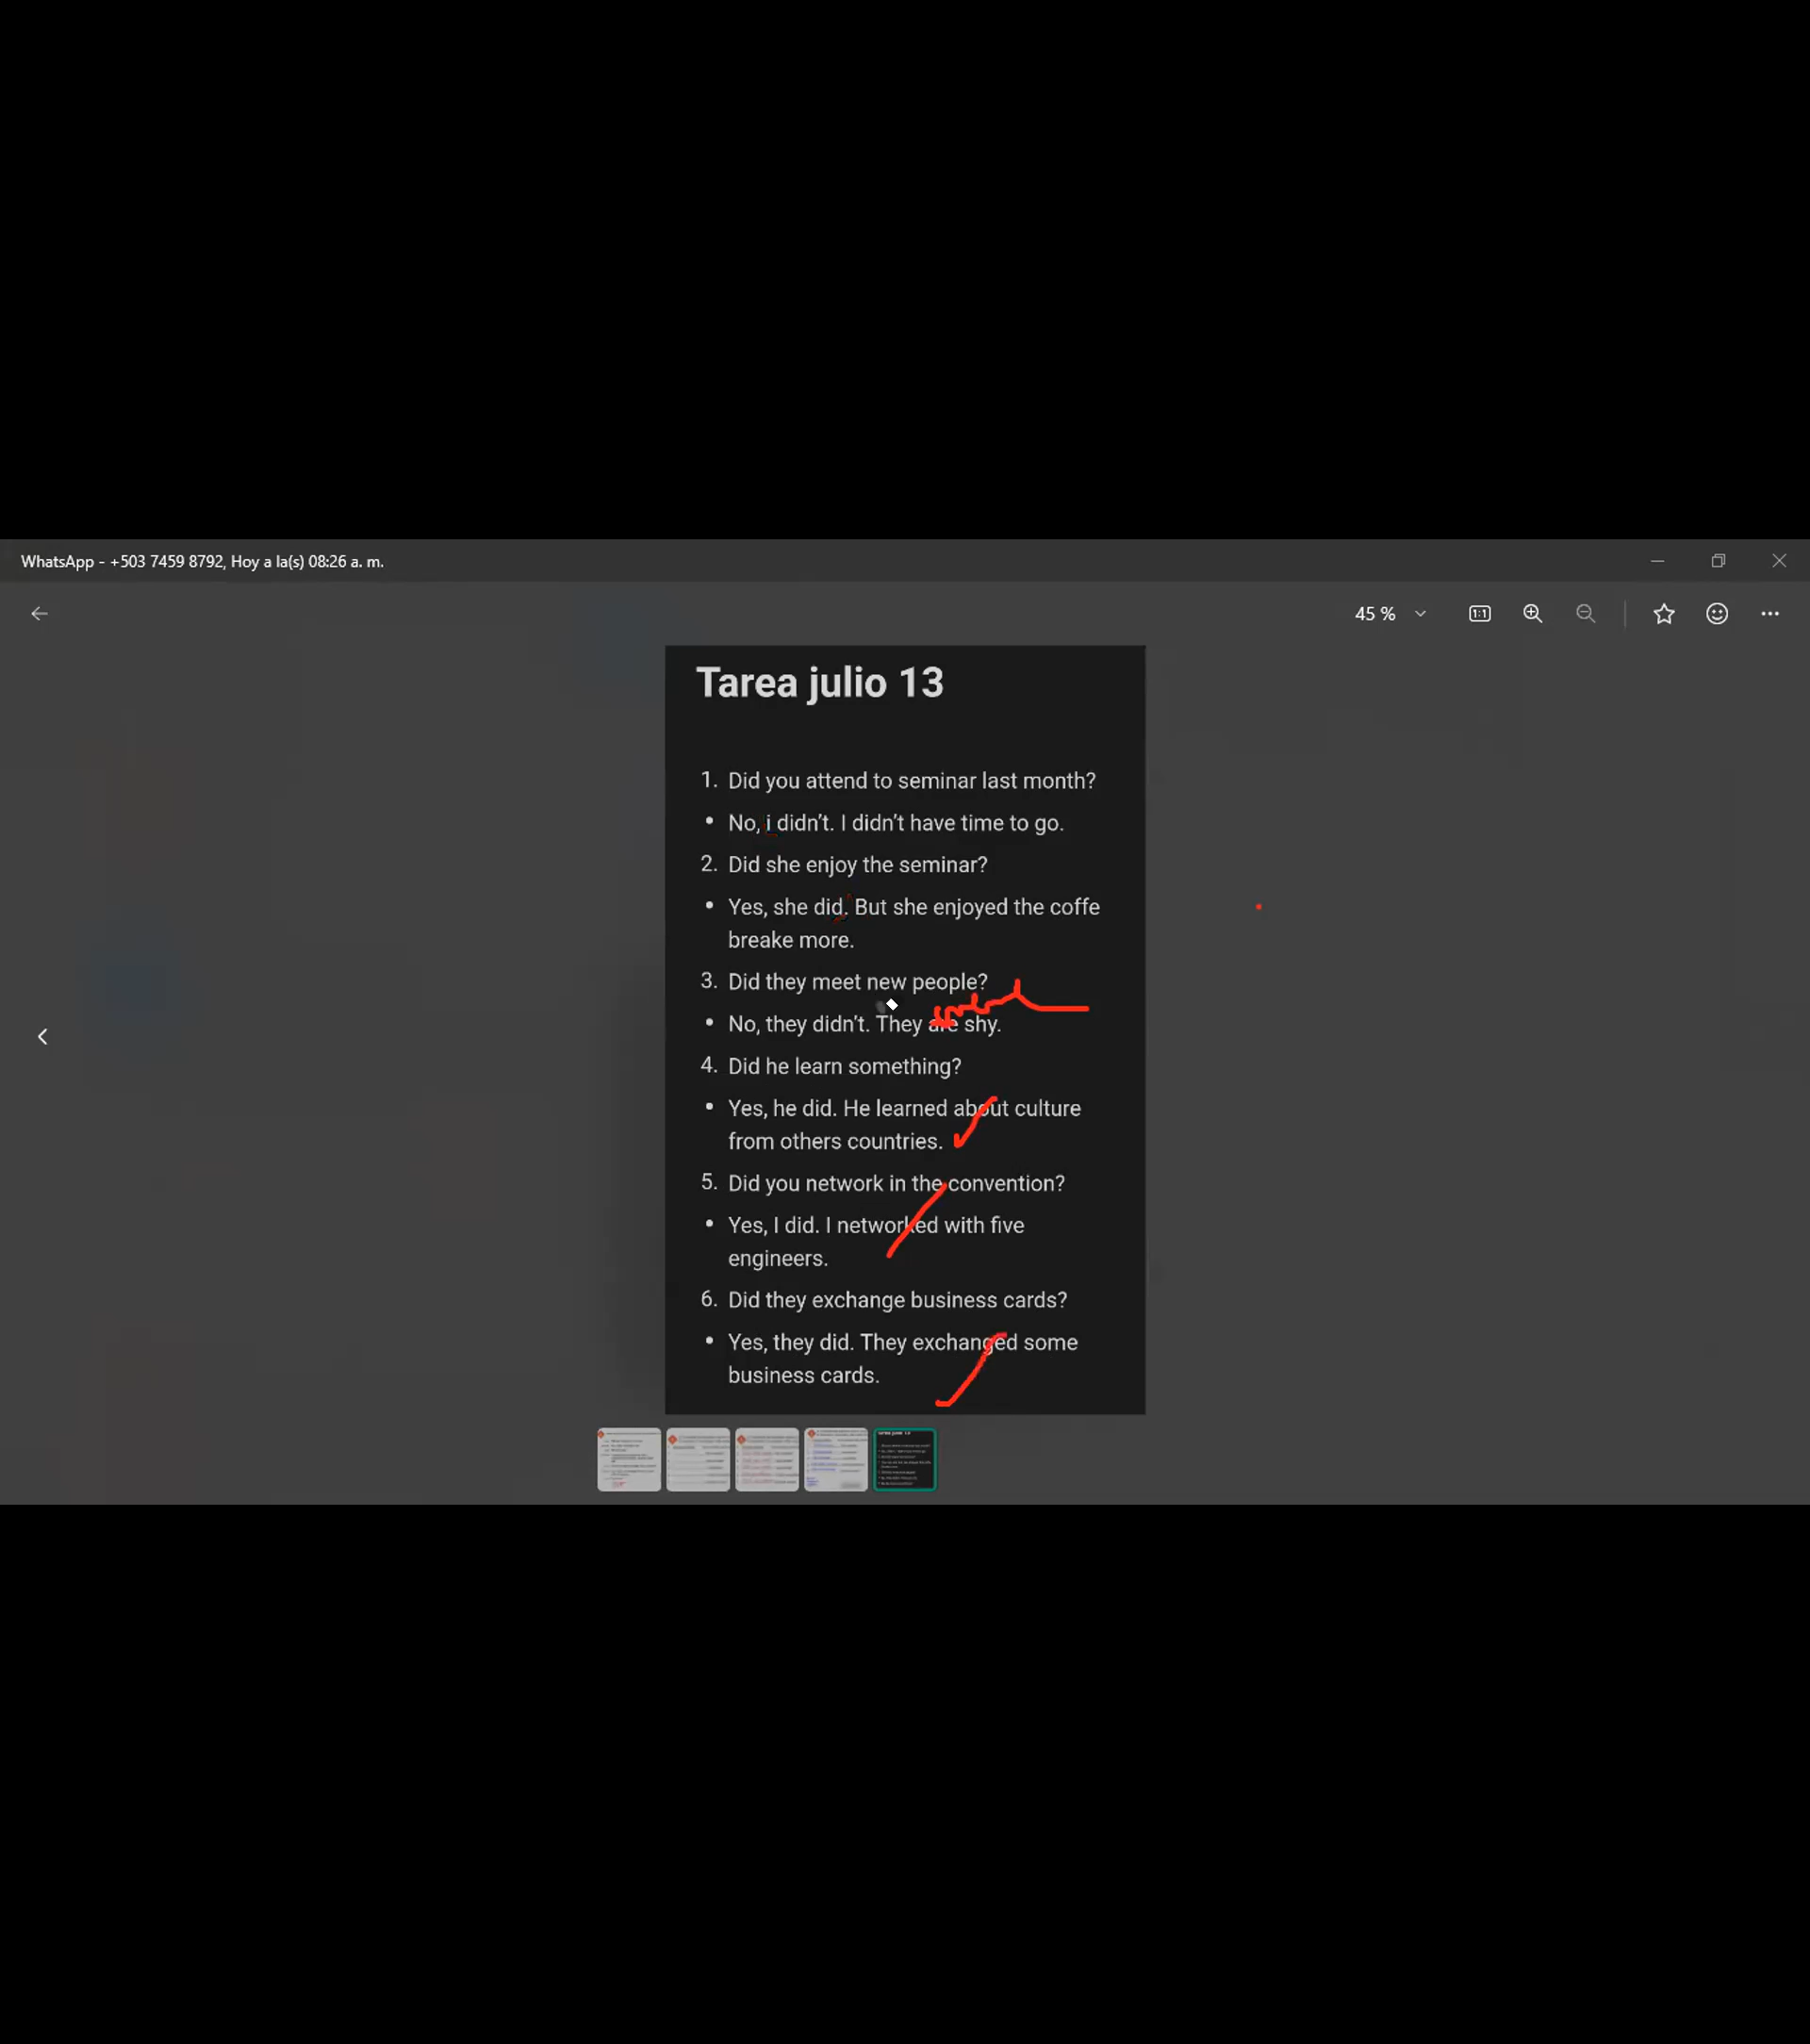 WhatsApp - +503 7459 8792, Hoy a la(s) 08:26 a. m.
45 %
1:1
Tarea julio 13
1. Did you attend to seminar last month?
• No, i didn't. I didn't have time to go.
2. Did she enjoy the seminar?
• Yes, she did. But she enjoyed the coffe
breake more.
3. Did they meet new people?
• No, they didn't. They are shy.
4. Did he learn something?
• Yes, he did. He learned about culture
from others countries.
5. Did you network in the convention?
• Yes, I did. I networked with five
engineers.
6. Did they exchange business cards?
• Yes, they did. They exchanged some
business cards.